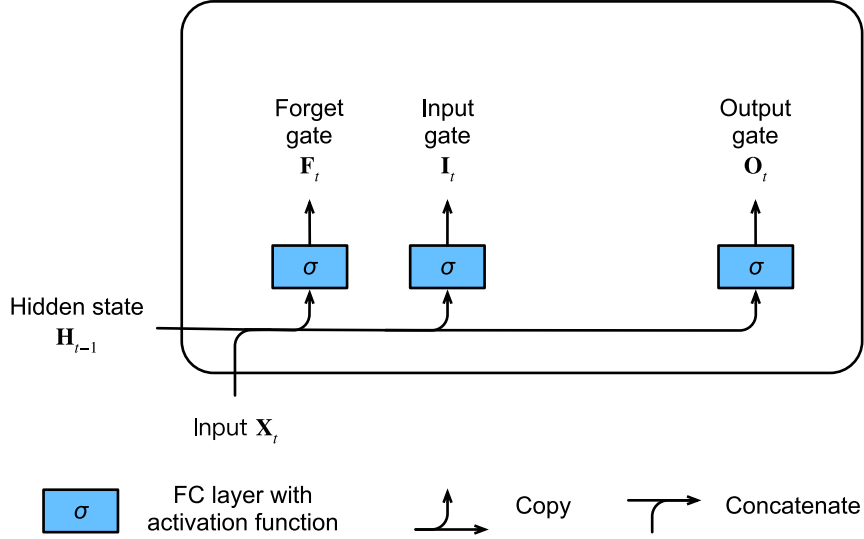 Forget
gate
F_t
Input
gate
I_t
Output
gate
O_t
σ
σ
σ
Hidden state
H_{t−1}
Input X_t
σ
FC layer with
activation function
Copy
Concatenate